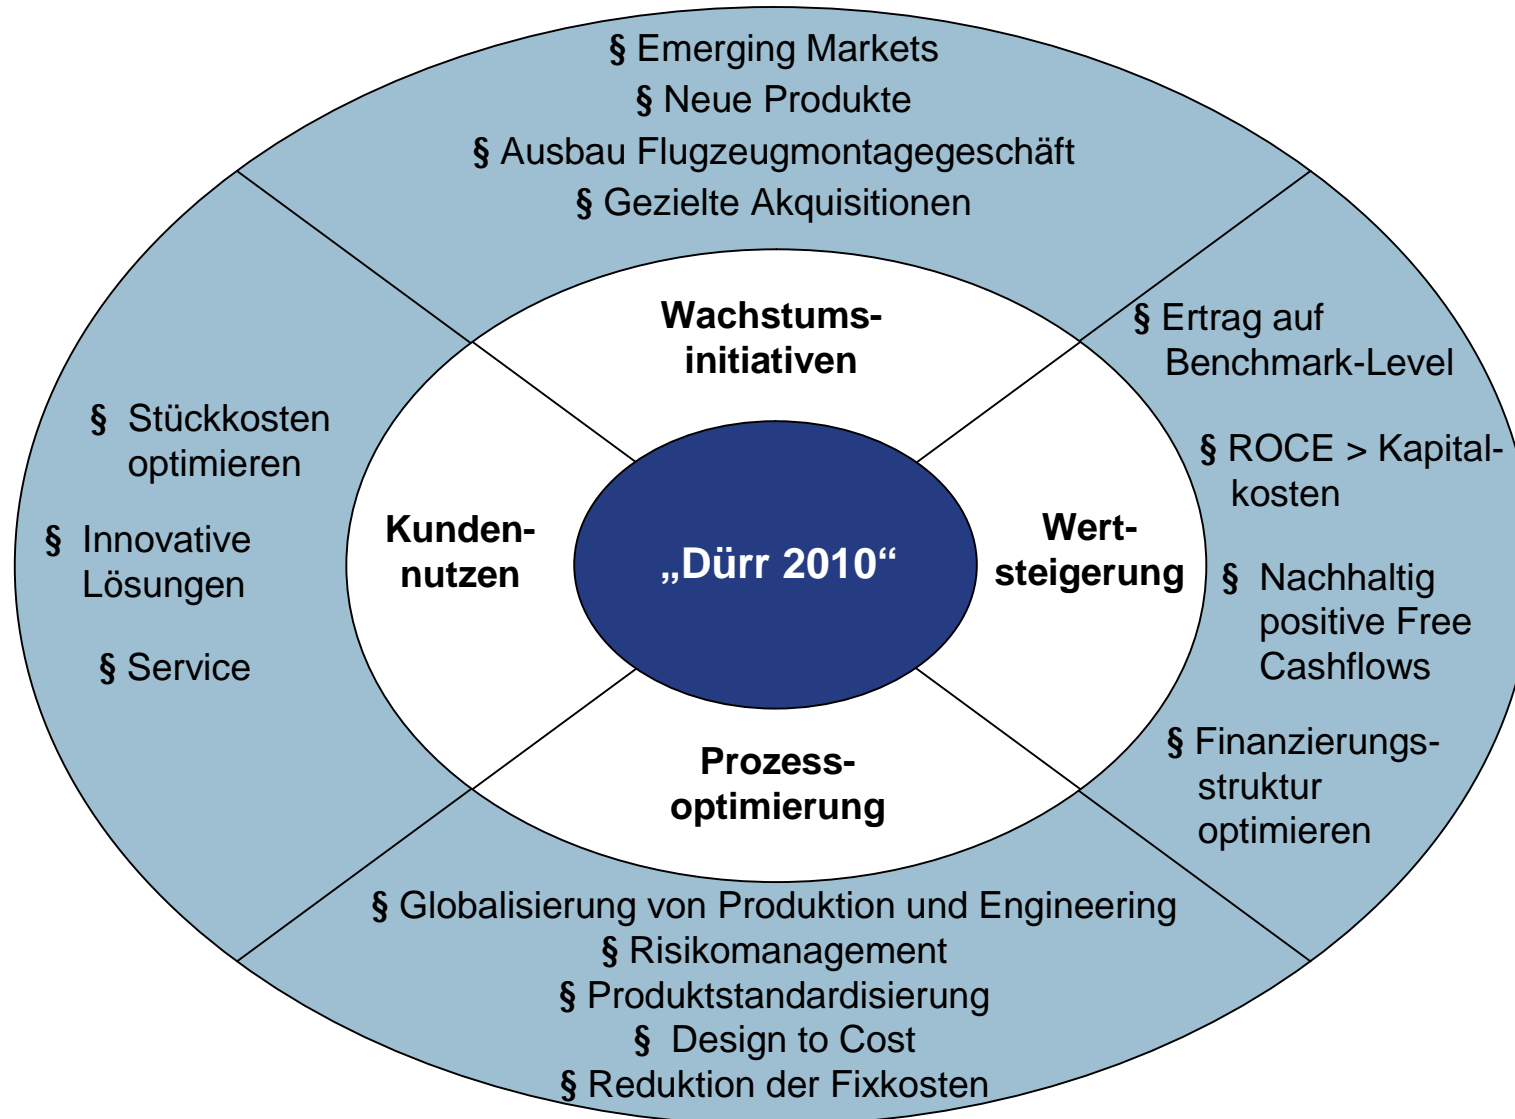 § Emerging Markets
§ Neue Produkte
§ Ausbau Flugzeugmontagegeschäft
§ Gezielte Akquisitionen
Wachstums-
initiativen
§ Ertrag auf
Benchmark-Level
§ ROCE > Kapital-
kosten
§ Nachhaltig
positive Free
Cashflows
§ Finanzierungs-
struktur
optimieren
Wert-
steigerung
„Dürr 2010“
Kunden-
nutzen
§ Stückkosten
optimieren
§ Innovative
Lösungen
§ Service
Prozess-
optimierung
§ Globalisierung von Produktion und Engineering
§ Risikomanagement
§ Produktstandardisierung
§ Design to Cost
§ Reduktion der Fixkosten